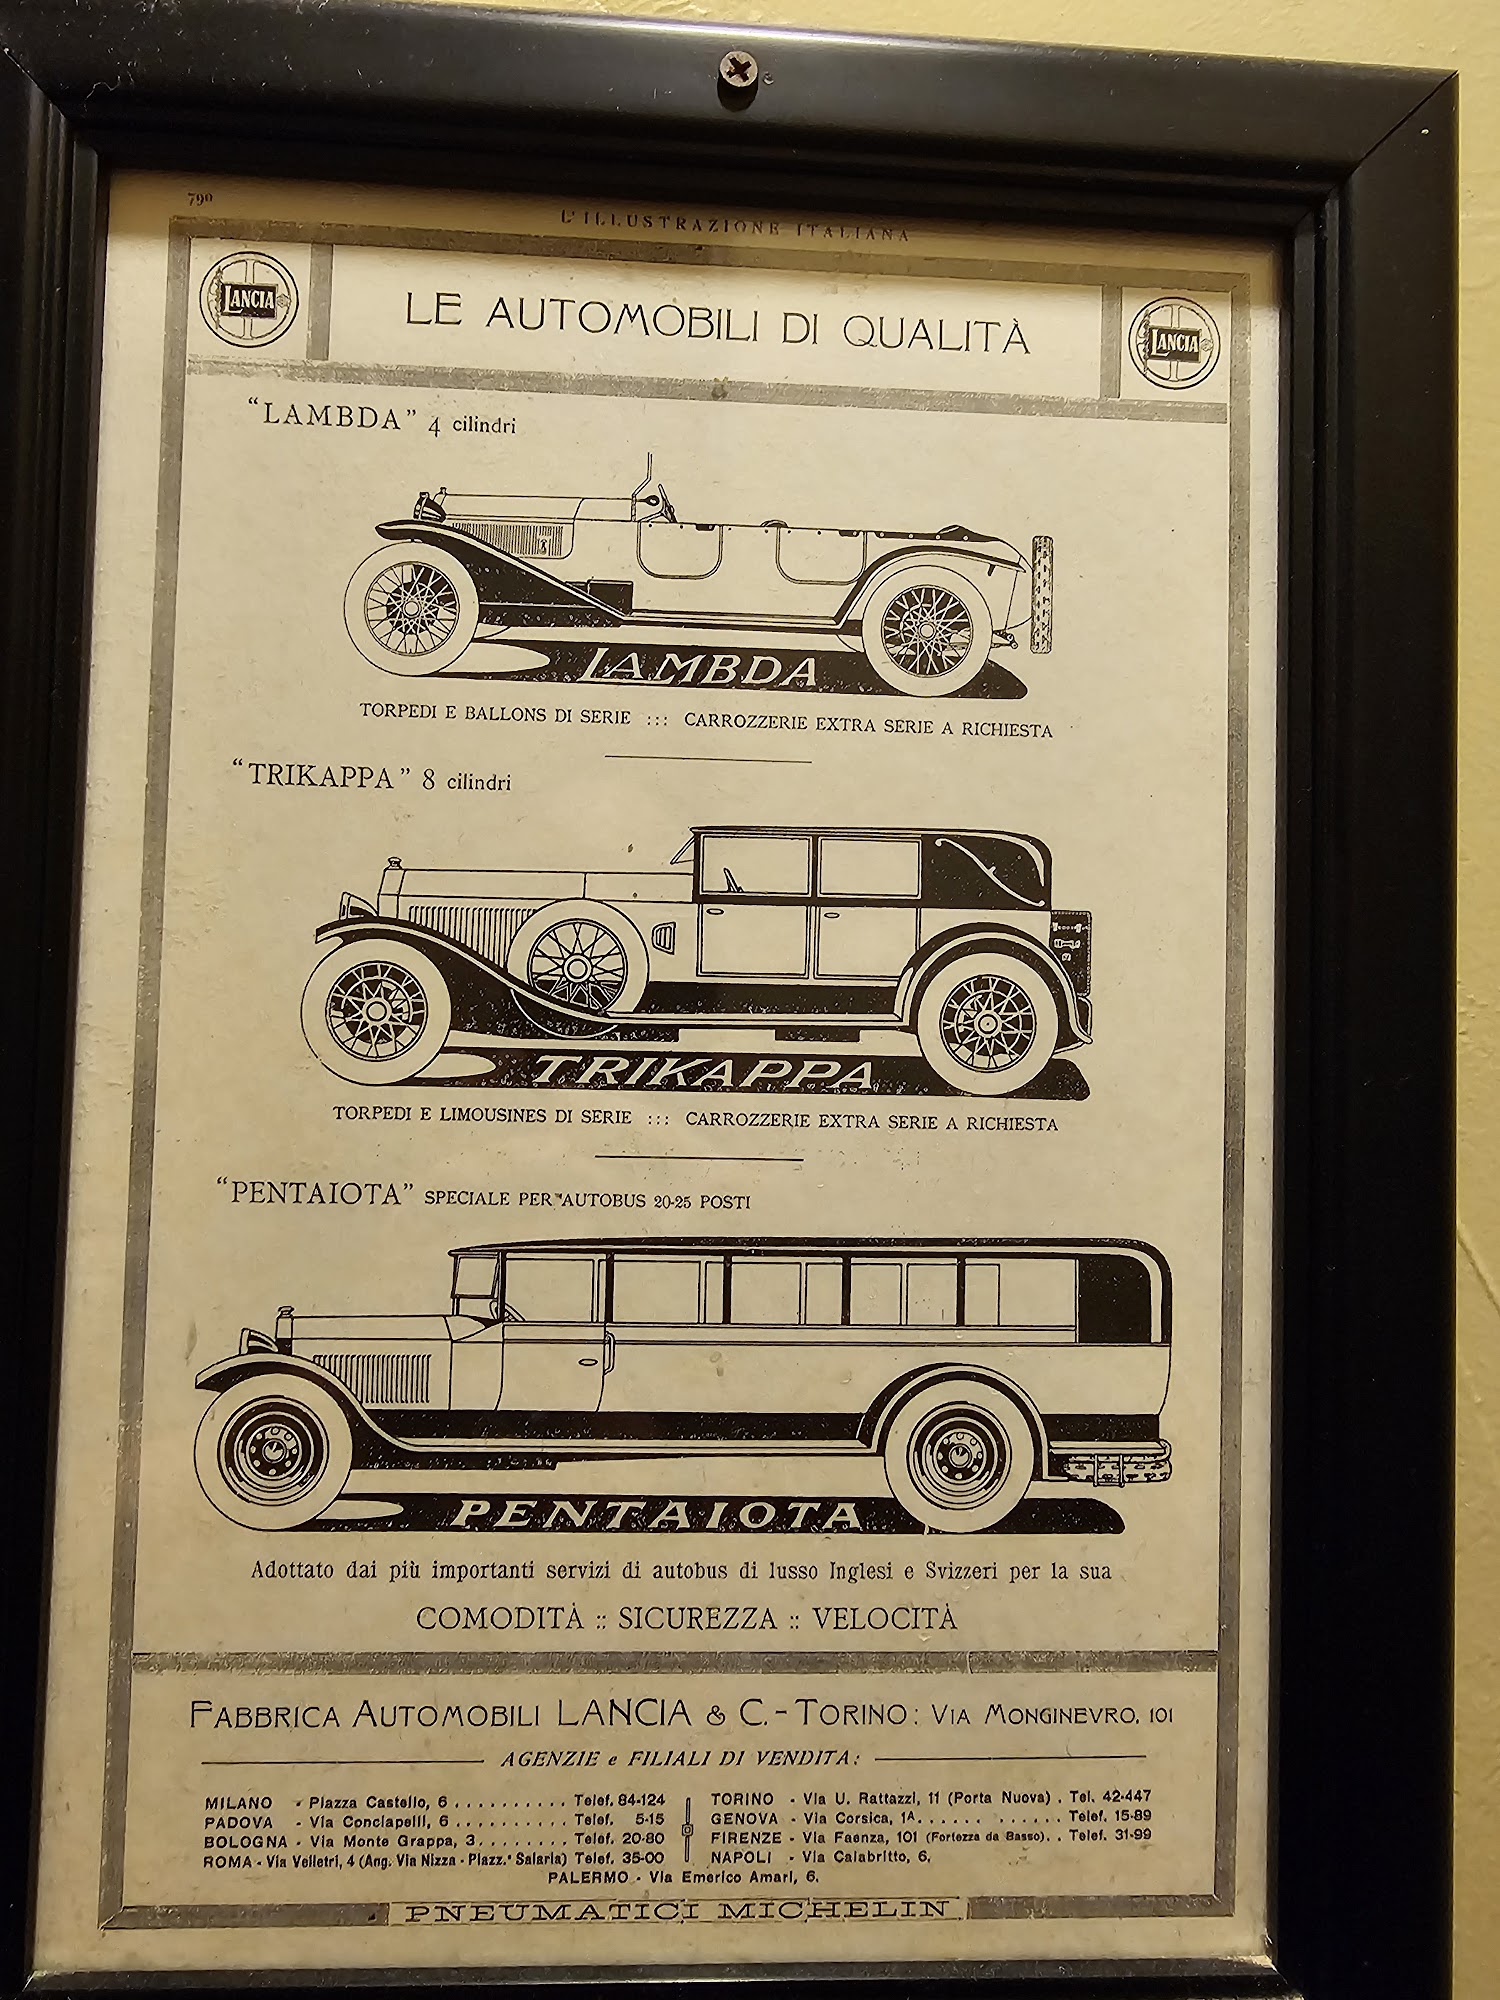 790
L'ILLUSTRAZIONE ITALIANA
LANCIA
LE AUTOMOBILI DI QUALITÀ
LANCIA
"LAMBDA" 4 cilindri
LAMBDA
TORPEDI E BALLONS DI SERIE ::: CARROZZERIE EXTRA SERIE A RICHIESTA
"TRIKAPPA" 8 cilindri
TRIKAPPA
TORPEDI E LIMOUSINES DI SERIE ::: CARROZZERIE EXTRA SERIE A RICHIESTA
"PENTAIOTA" SPECIALE PER AUTOBUS 20-25 POSTI
PENTAIOTA
Adottato dai più importanti servizi di autobus di lusso Inglesi e Svizzeri per la sua
COMODITÀ :: SICUREZZA :: VELOCITÀ
FABBRICA AUTOMOBILI LANCIA & C. - TORINO: VIA MONGINEVRO, 101
AGENZIE e FILIALI DI VENDITA:
MILANO - Piazza Castello, 6 . . . . . . . . . . Telef. 84-124
PADOVA - Via Conciapelli, 6 . . . . . . . . . . Telef. 5-15
BOLOGNA - Via Monte Grappa, 3 . . . . . . . . Telef. 20-80
ROMA - Via Velletri, 4 (Ang. Via Nizza - Piazz.ª Salaria) Telef. 35-00
TORINO - Via U. Rattazzi, 11 (Porta Nuova) . Tel. 42-447
GENOVA - Via Corsica, 1A. . . . . . . . . . . . Telef. 15-89
FIRENZE - Via Faenza, 101 (Fortezza da Basso). . Telef. 31-99
NAPOLI - Via Calabritto, 6.
PALERMO - Via Emerico Amari, 6.
PNEUMATICI MICHELIN